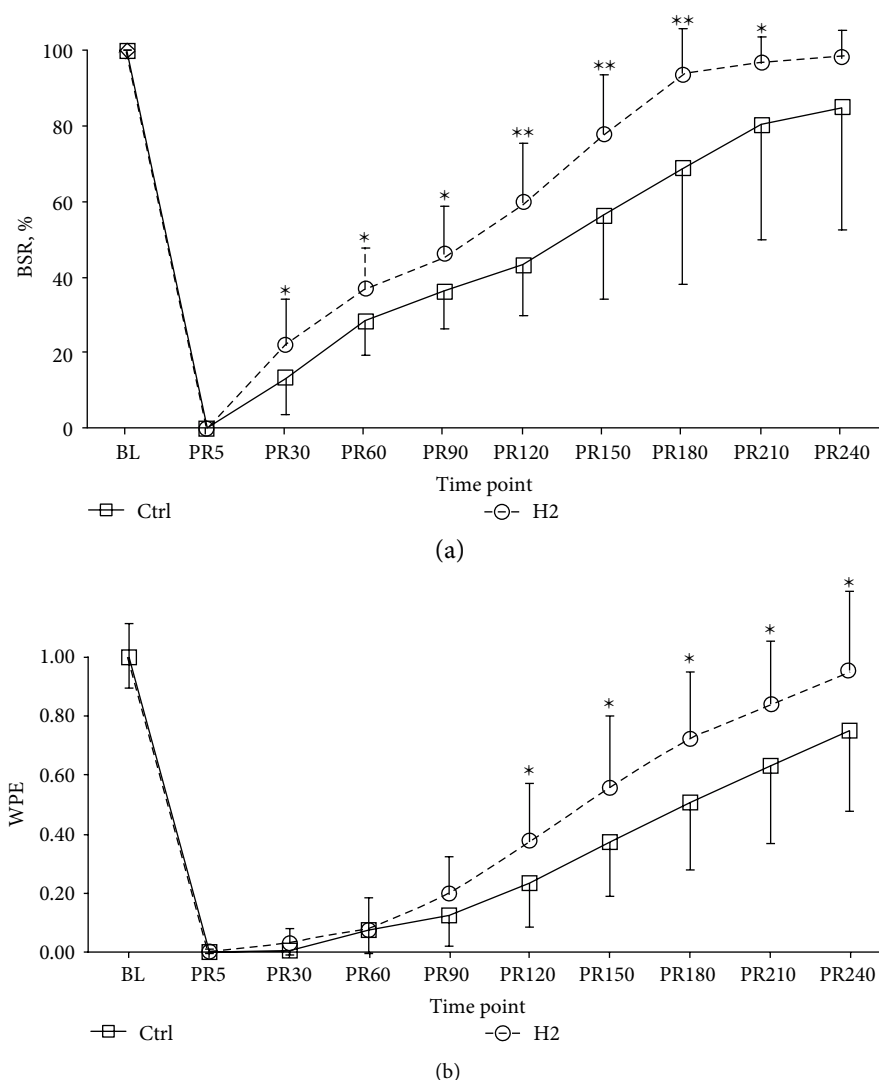 **
**
*
100
**
80
**
*
60
*
BSR, %
40
*
20
0
BL PR5 PR30 PR60 PR90 PR120 PR150 PR180 PR210 PR240
Time point
Ctrl H2
(a)
*
*
1.00
*
*
0.80
*
0.60
WPE
0.40
0.20
0.00
BL PR5 PR30 PR60 PR90 PR120 PR150 PR180 PR210 PR240
Time point
Ctrl H2
(b)